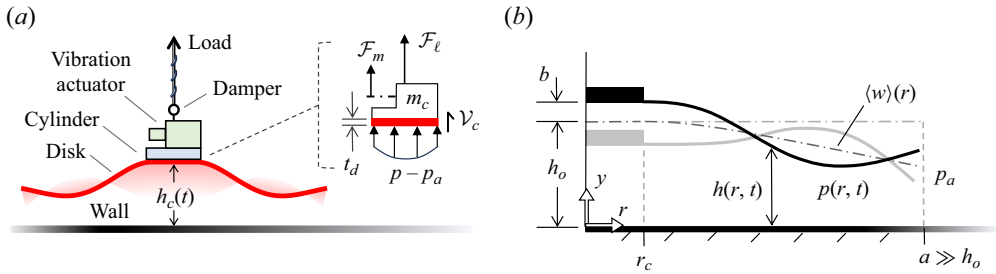 (a)
Load
Vibration
actuator
Damper
Cylinder
Disk
h_c(t)
Wall
ℱ_m
ℱ_ℓ
m_c
𝒱_c
t_d
p − p_a
(b)
b
⟨w⟩(r)
h_o
y
r
h(r, t)
p(r, t)
p_a
r_c
a ≫ h_o